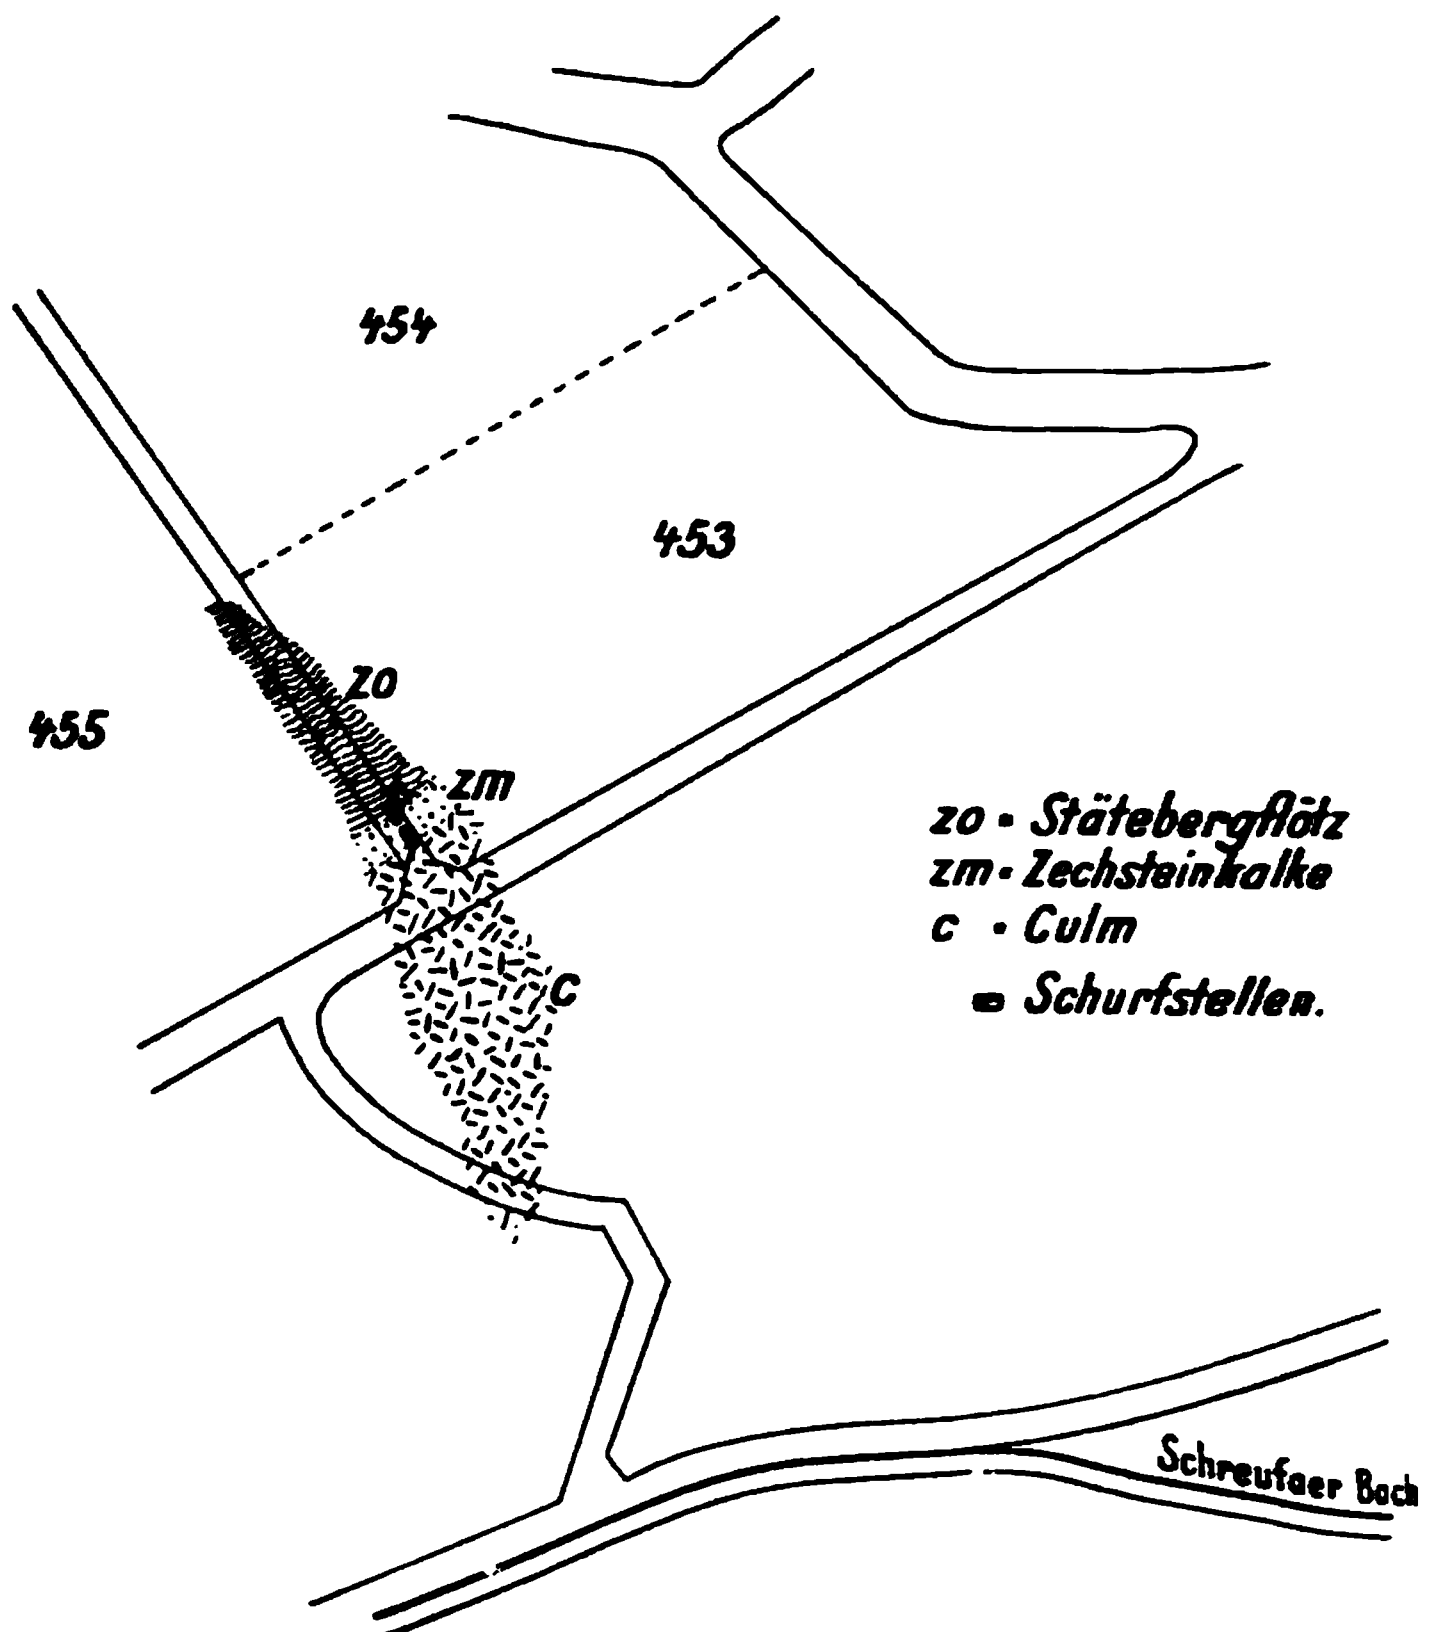 454
453
zo
455
zm
zo - Stätebergflötz
zm - Zechsteinkalke
c - Culm
Schurfstellen.
c
Schreufaer Bach